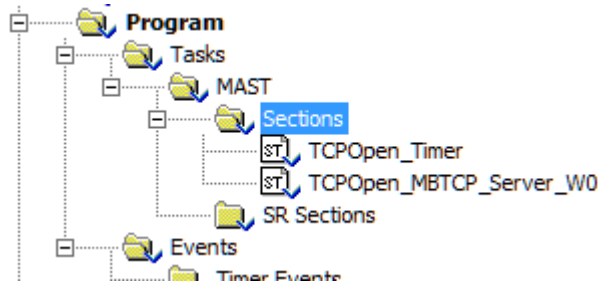 Program
Tasks
MAST
Sections
ST TCPOpen_Timer
ST TCPOpen_MBTCP_Server_W0
SR Sections
Events
Timer Events